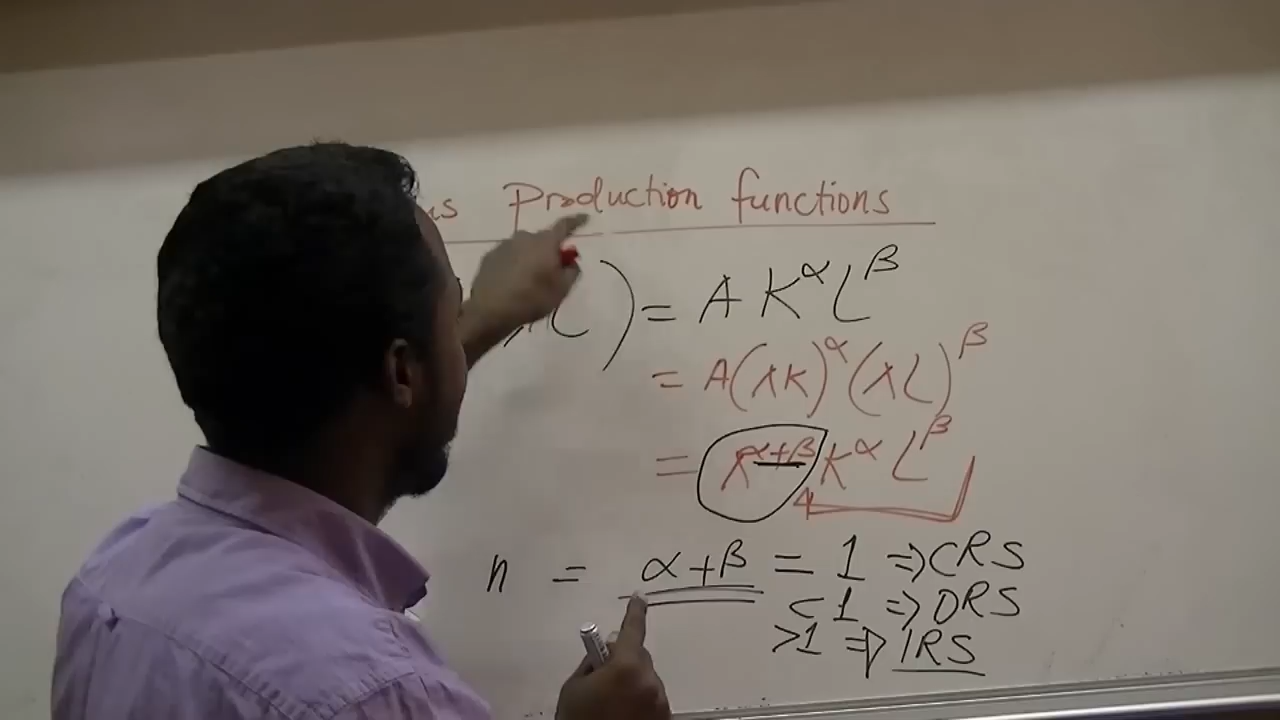 Production functions
) = A K^α L^β
= A(λK)^α (λL)^β
= λ^(α+β) K^α L^β
n = α+β = 1 => CRS
< 1 => DRS
>1 => IRS